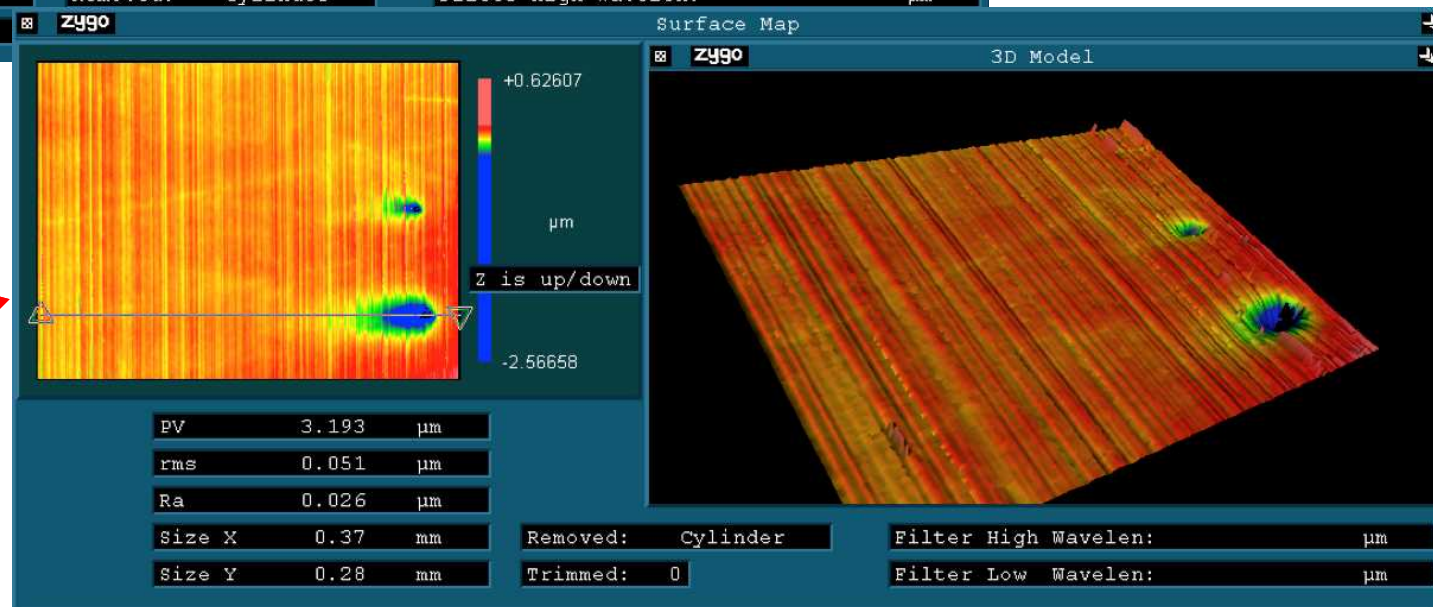 zygo Surface Map
+0.62607
µm
Z is up/down
-2.56658
zygo 3D Model
PV 3.193 µm
rms 0.051 µm
Ra 0.026 µm
Size X 0.37 mm
Size Y 0.28 mm
Removed: Cylinder
Trimmed: 0
Filter High Wavelen: µm
Filter Low Wavelen: µm